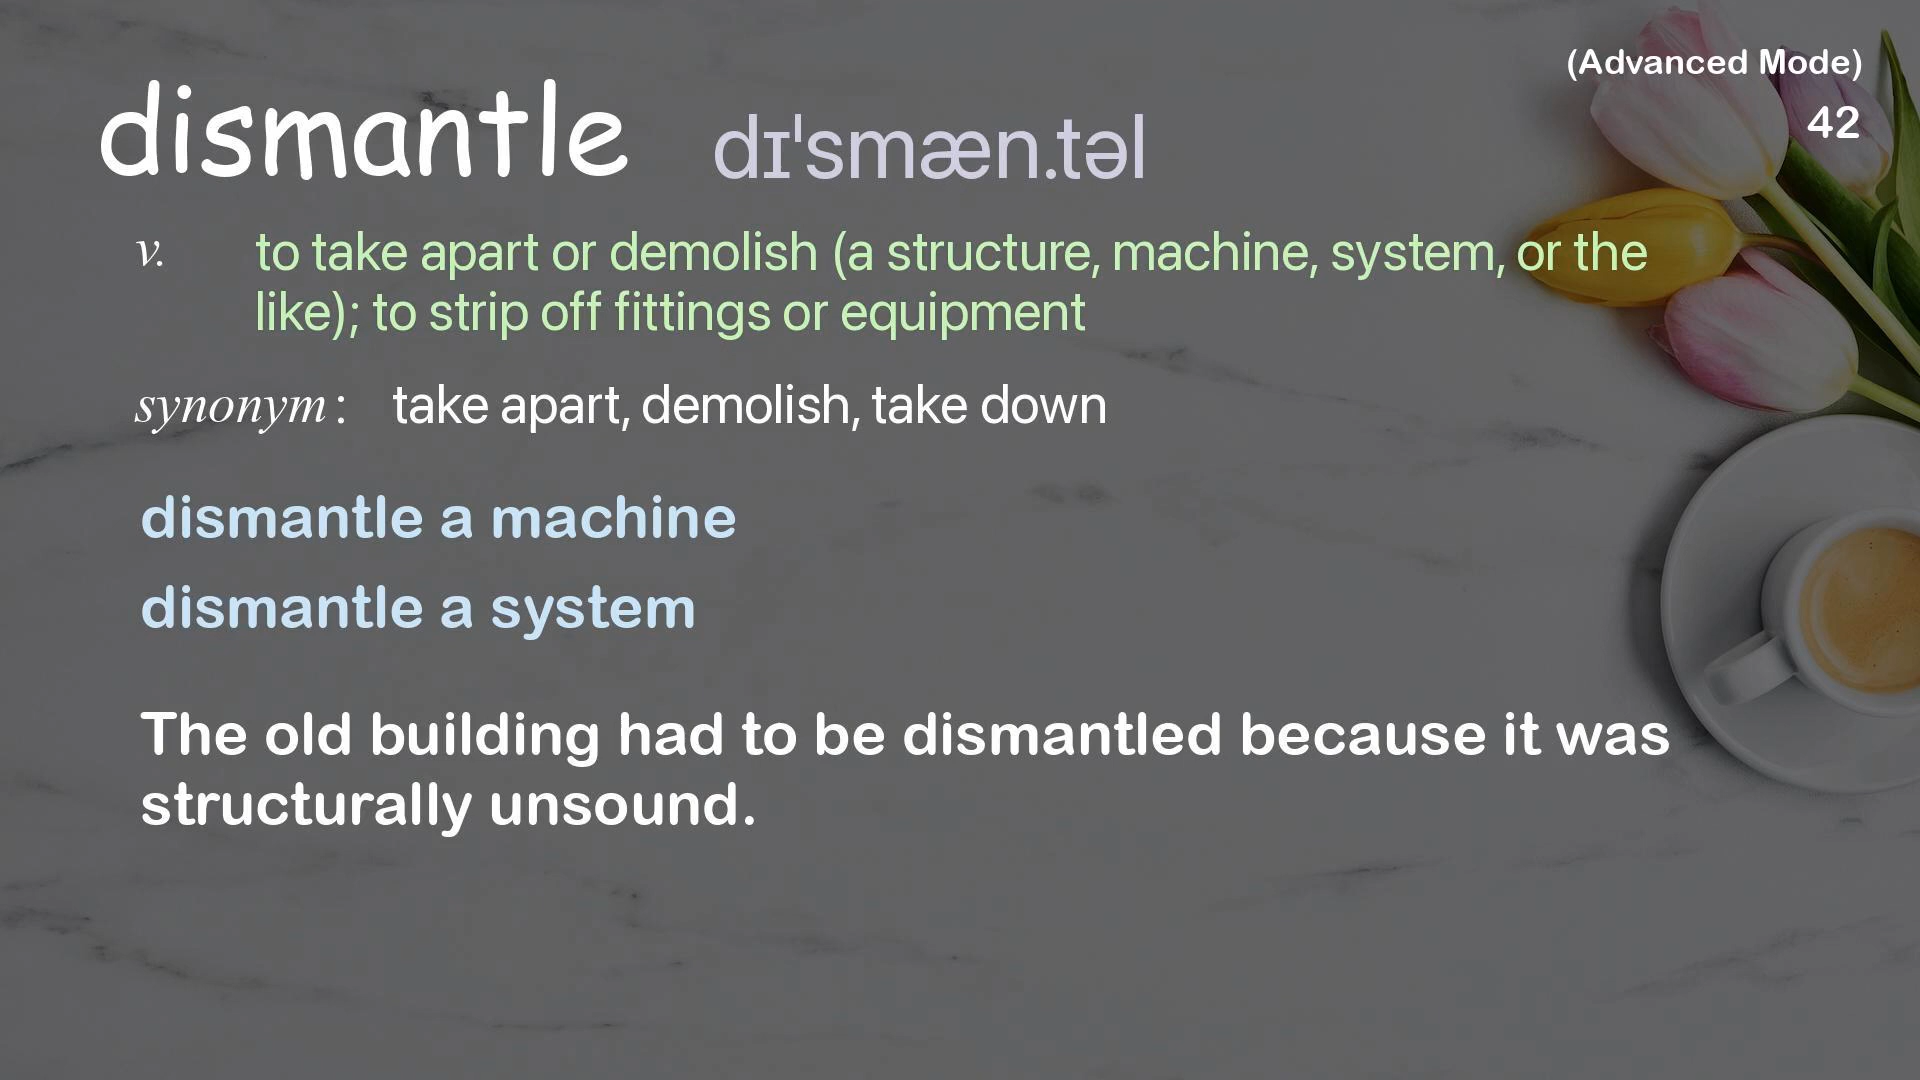 (Advanced Mode)
42
dismantle dɪˈsmæn.təl
v. to take apart or demolish (a structure, machine, system, or the
like); to strip off fittings or equipment
synonym: take apart, demolish, take down
dismantle a machine
dismantle a system
The old building had to be dismantled because it was
structurally unsound.